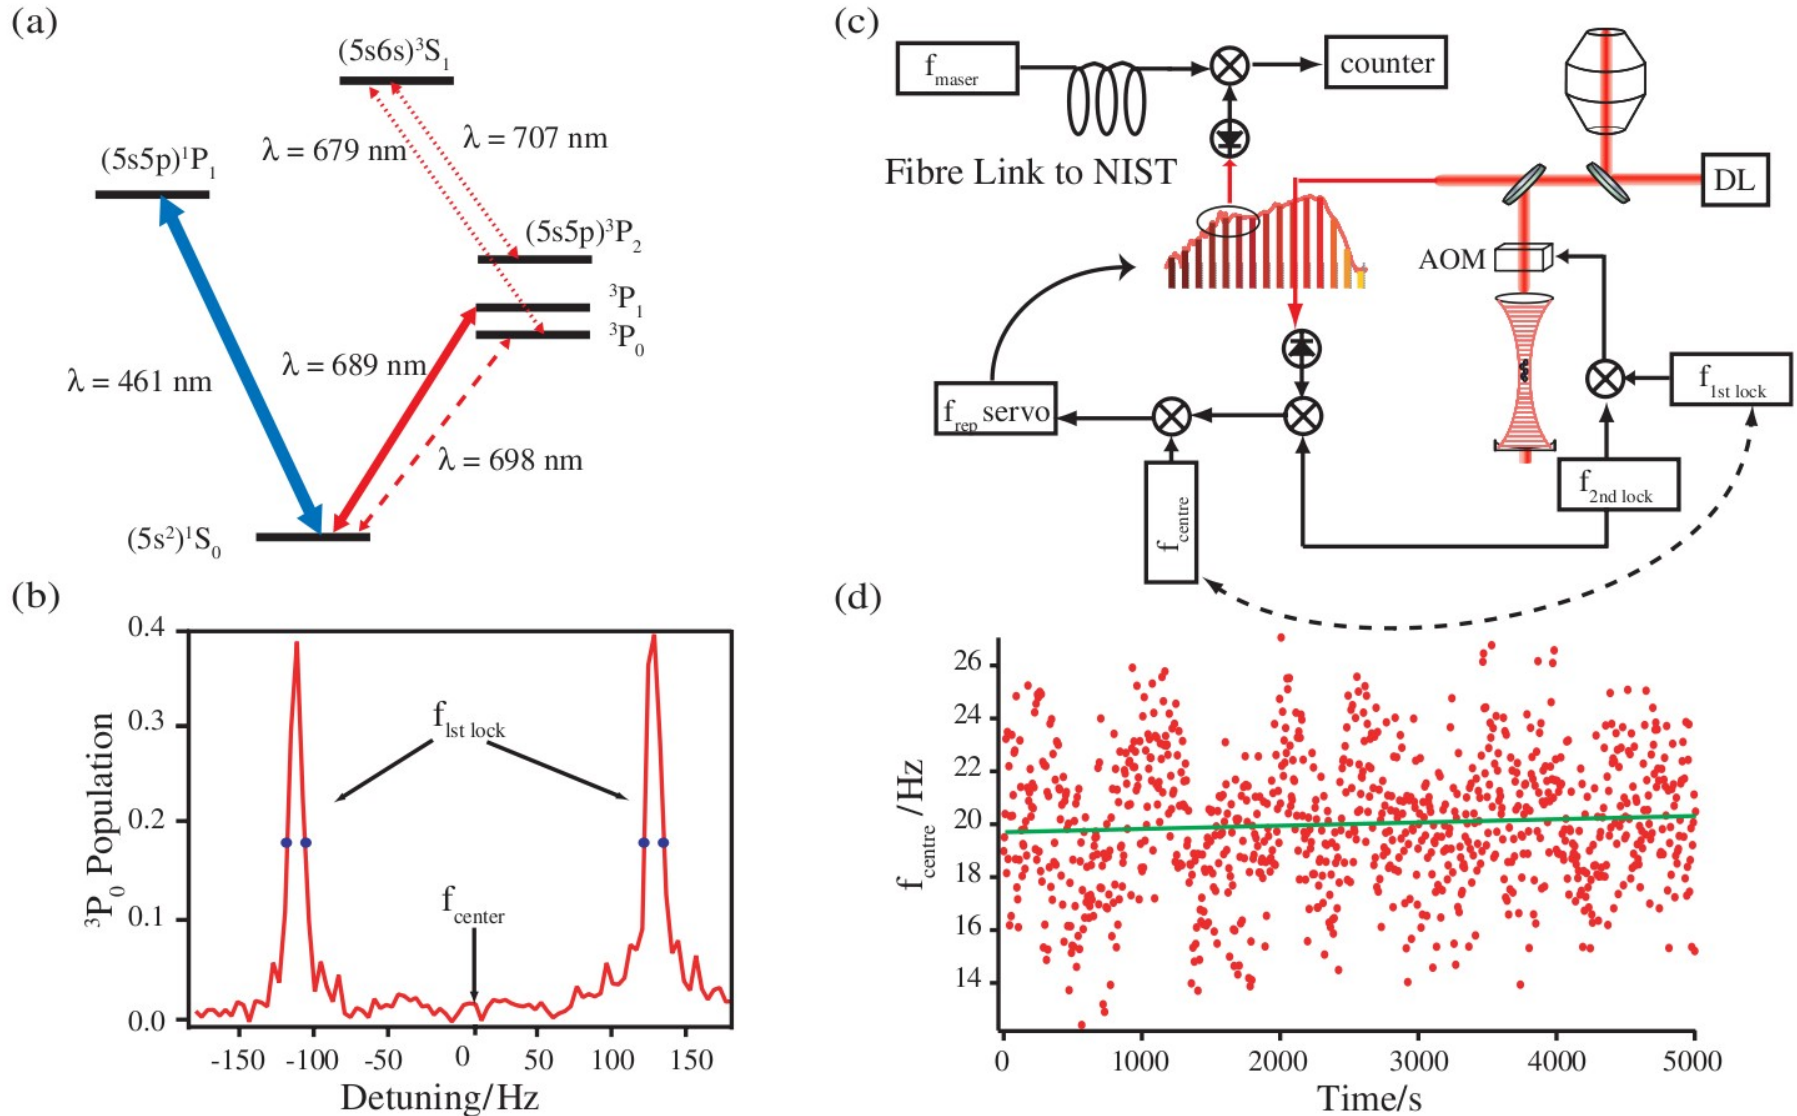 (a)
(5s6s)³S₁
λ = 679 nm
λ = 707 nm
(5s5p)¹P₁
(5s5p)³P₂
³P₁
³P₀
λ = 461 nm
λ = 689 nm
λ = 698 nm
(5s²)¹S₀
(b)
³P₀ Population
0.4
0.3
0.2
0.1
0.0
f1st lock
fcenter
-150 -100 -50 0 50 100 150
Detuning/Hz
(c)
fmaser
counter
Fibre Link to NIST
DL
AOM
f1st lock
frep servo
f2nd lock
fcentre
(d)
fcentre /Hz
26
24
22
20
18
16
14
0 1000 2000 3000 4000 5000
Time/s